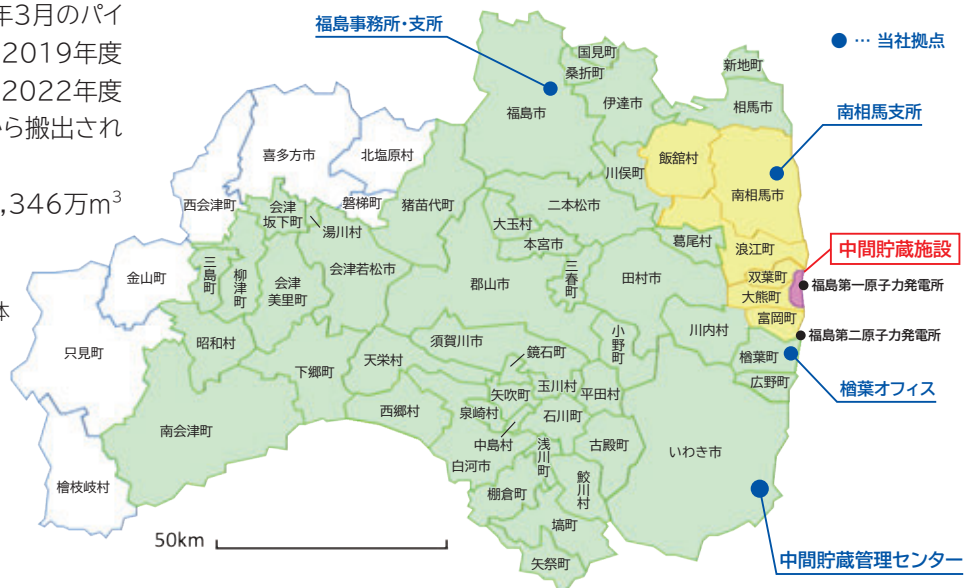 年3月のパイ
2019年度
2022年度
から搬出され
,346万m³
体
福島事務所・支所
● … 当社拠点
国見町
桑折町
新地町
福島市
伊達市
相馬市
南相馬支所
喜多方市
北塩原村
川俣町
飯舘村
南相馬市
西会津町
会津
坂下町
磐梯町
猪苗代町
二本松市
湯川村
大玉村
本宮市
葛尾村
浪江町
中間貯蔵施設
金山町
三島町
柳津町
会津
美里町
会津若松市
郡山市
三春町
田村市
双葉町
大熊町
福島第一原子力発電所
富岡町
只見町
昭和村
下郷町
天栄村
須賀川市
鏡石町
小野町
川内村
福島第二原子力発電所
楢葉町
広野町
楢葉オフィス
南会津町
西郷村
泉崎村
矢吹町
玉川村
平田村
中島村
石川町
白河市
浅川町
古殿町
いわき市
檜枝岐村
棚倉町
鮫川村
塙町
矢祭町
50km
中間貯蔵管理センター